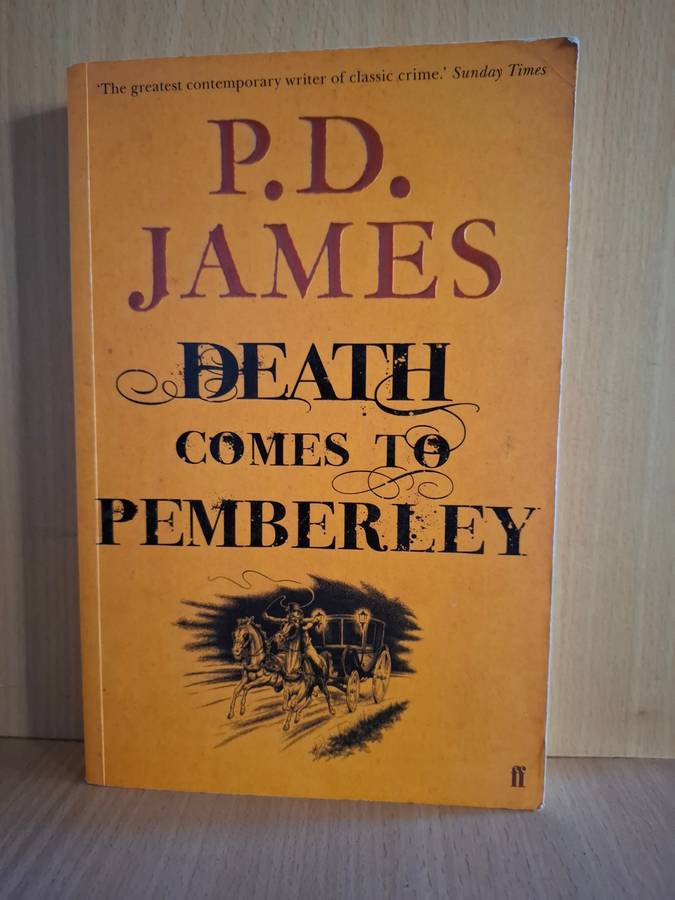 'The greatest contemporary writer of classic crime.' Sunday Times
P.D.
JAMES
DEATH
COMES TO
PEMBERLEY
ff